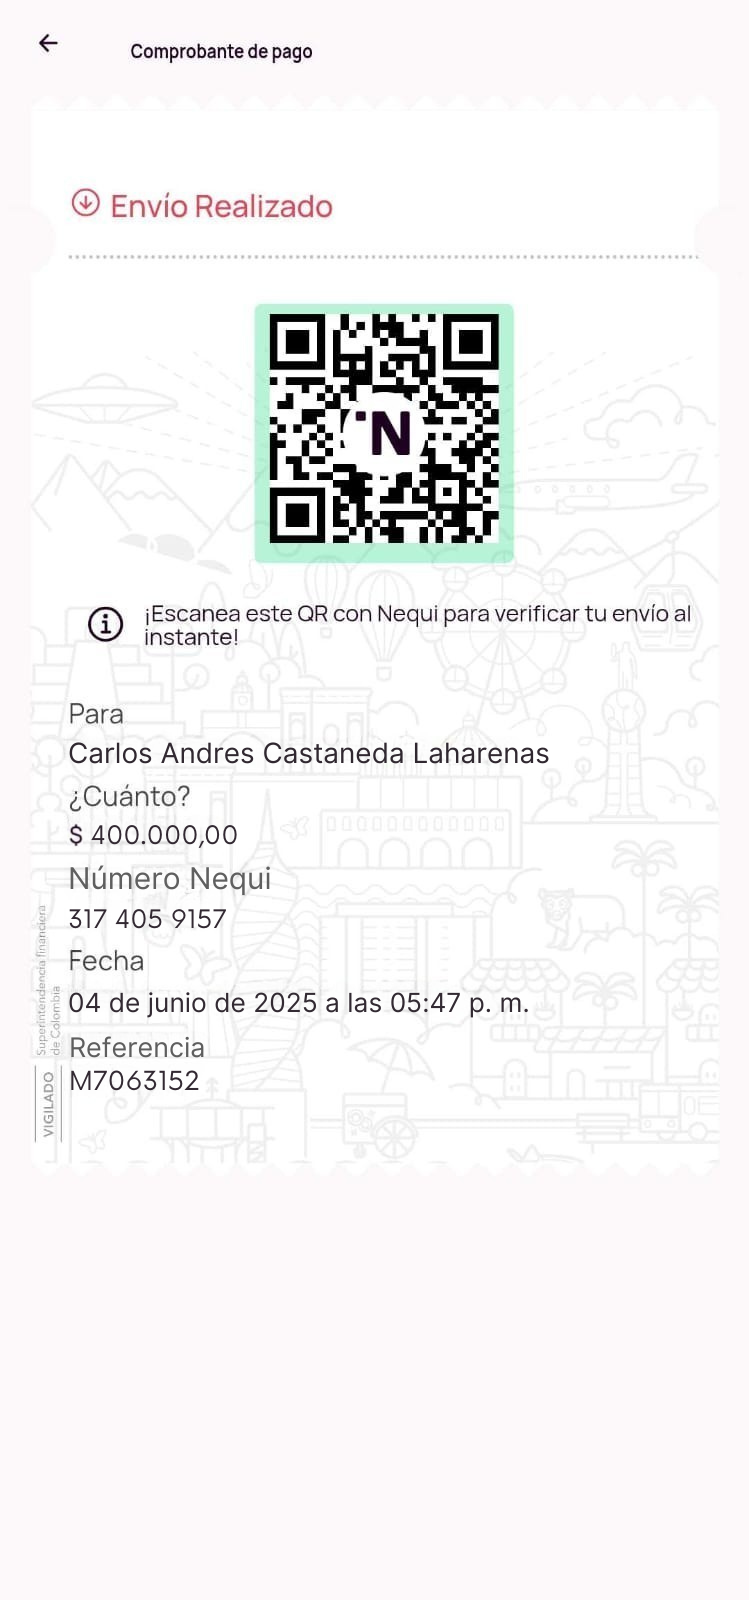 Comprobante de pago
Envío Realizado
N
¡Escanea este QR con Nequi para verificar tu envío al
instante!
Para
Carlos Andres Castaneda Laharenas
¿Cuánto?
$ 400.000,00
Número Nequi
317 405 9157
Fecha
04 de junio de 2025 a las 05:47 p. m.
Referencia
M7063152
VIGILADO
Superintendencia financiera
de Colombia